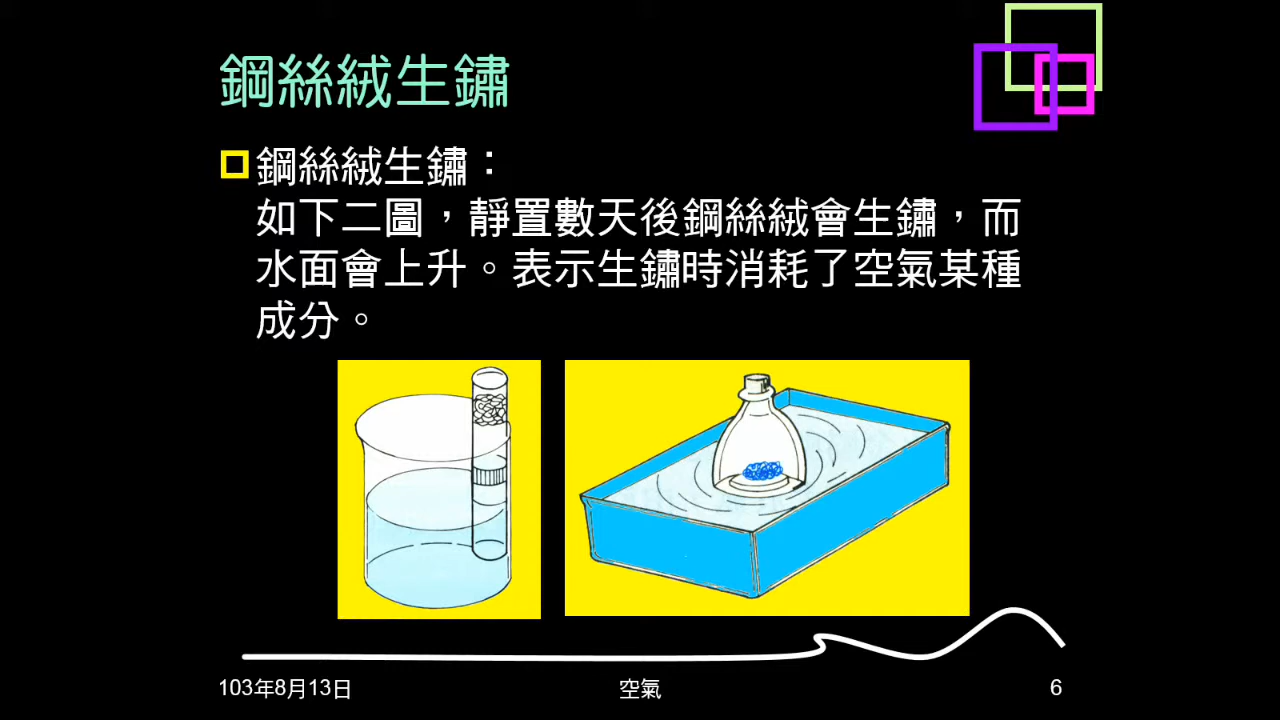 鋼絲絨生鏽
鋼絲絨生鏽：
如下二圖，靜置數天後鋼絲絨會生鏽，而
水面會上升。表示生鏽時消耗了空氣某種
成分。
103年8月13日
空氣
6